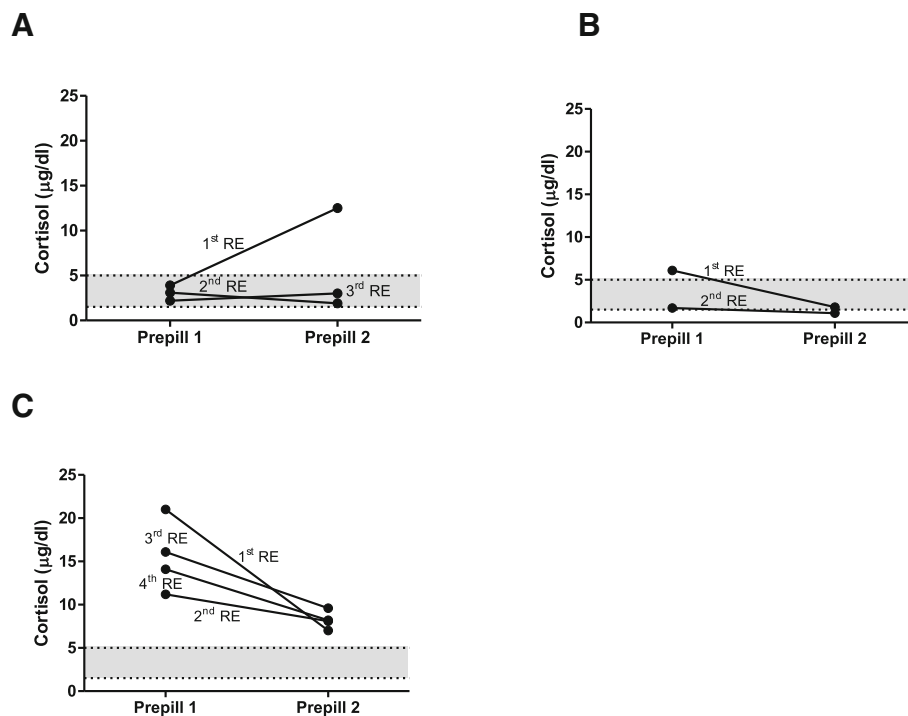 A
Cortisol (μg/dl)
25
20
15
10
5
0
1st RE
2nd RE
3rd RE
Prepill 1
Prepill 2
B
Cortisol (μg/dl)
25
20
15
10
5
0
1st RE
2nd RE
Prepill 1
Prepill 2
C
Cortisol (μg/dl)
25
20
15
10
5
0
3rd RE
1st RE
4th RE
2nd RE
Prepill 1
Prepill 2